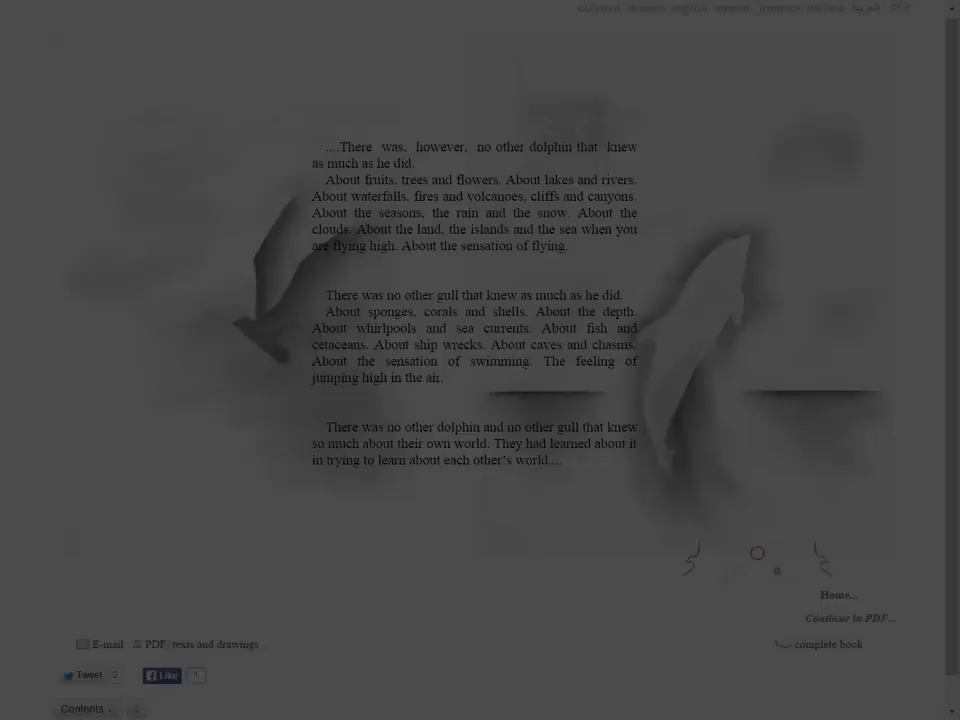 english
....There was, however, no other dolphin that knew
as much as he did.
About fruits, trees and flowers. About lakes and rivers.
About waterfalls, fires and volcanoes, cliffs and canyons.
About the seasons, the rain and the snow. About the
clouds. About the land, the islands and the sea when you
are flying high. About the sensation of flying.
There was no other gull that knew as much as he did.
About sponges, corals and shells. About the depth.
About whirlpools and sea currents. About fish and
cetaceans. About ship wrecks. About caves and chasms.
About the sensation of swimming. The feeling of
jumping high in the air.
There was no other dolphin and no other gull that knew
so much about their own world. They had learned about it
in trying to learn about each other's world....
Home...
Continue in PDF...
E-mail PDF texts and drawings
complete book
Tweet 2 Like 1
Contents